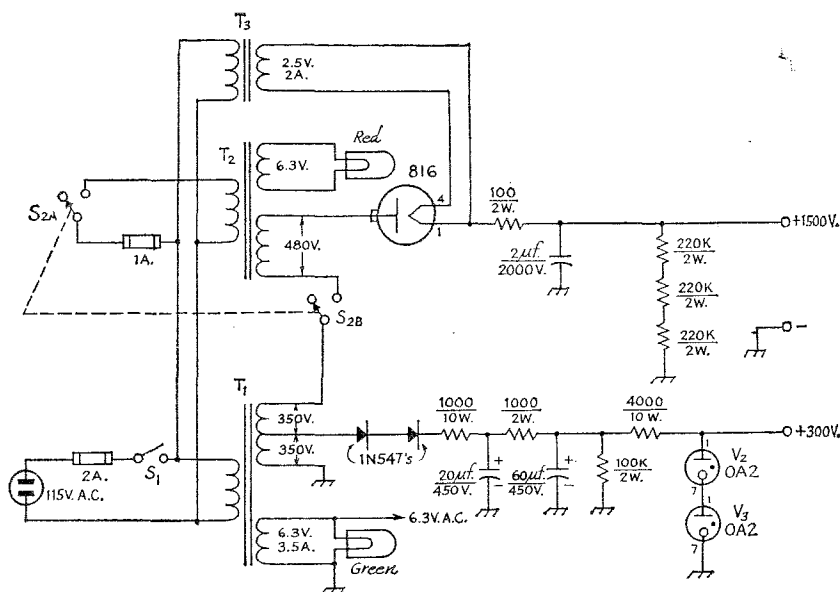 T3
2.5V.
2A.
T2
6.3V.
Red
816
4
1
480V.
S2A
1A.
S2B
100
2W.
2µf.
2000V.
+1500V.
220K
2W.
220K
2W.
220K
2W.
-
T1
350V.
350V.
1N547's
1000
10W.
1000
2W.
4000
10W.
+300V.
20µf.
450V.
+
-
60µf.
450V.
+
-
100K
2W.
1
V2
OA2
7
1
V3
OA2
7
2A.
S1
115V. A.C.
6.3V.
3.5A.
6.3V.A.C.
Green